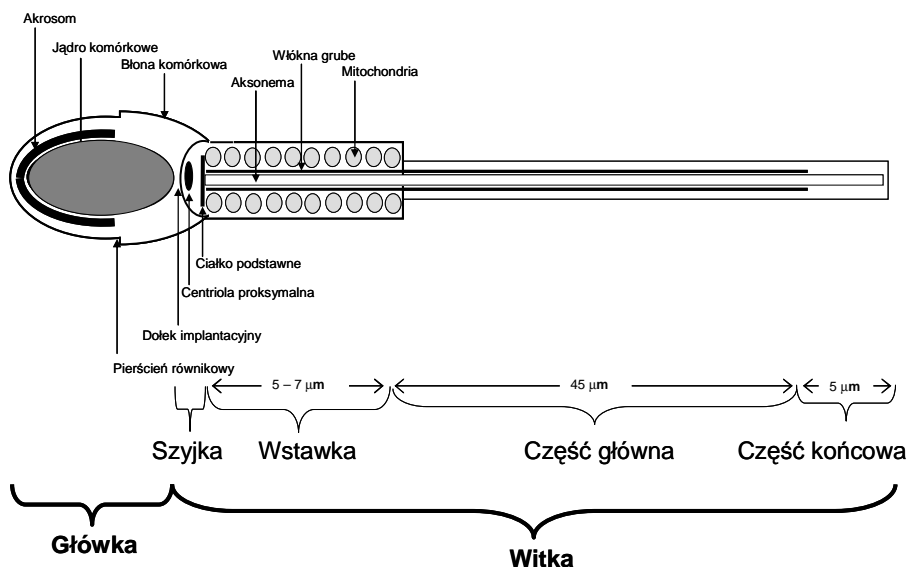 Akrosom
Jądro komórkowe
Błona komórkowa
Włókna grube
Aksonema
Mitochondria
Ciałko podstawne
Centriola proksymalna
Dołek implantacyjny
Pierścień równikowy
5 – 7 μm
45 μm
5 μm
Szyjka
Wstawka
Część główna
Część końcowa
Główka
Witka